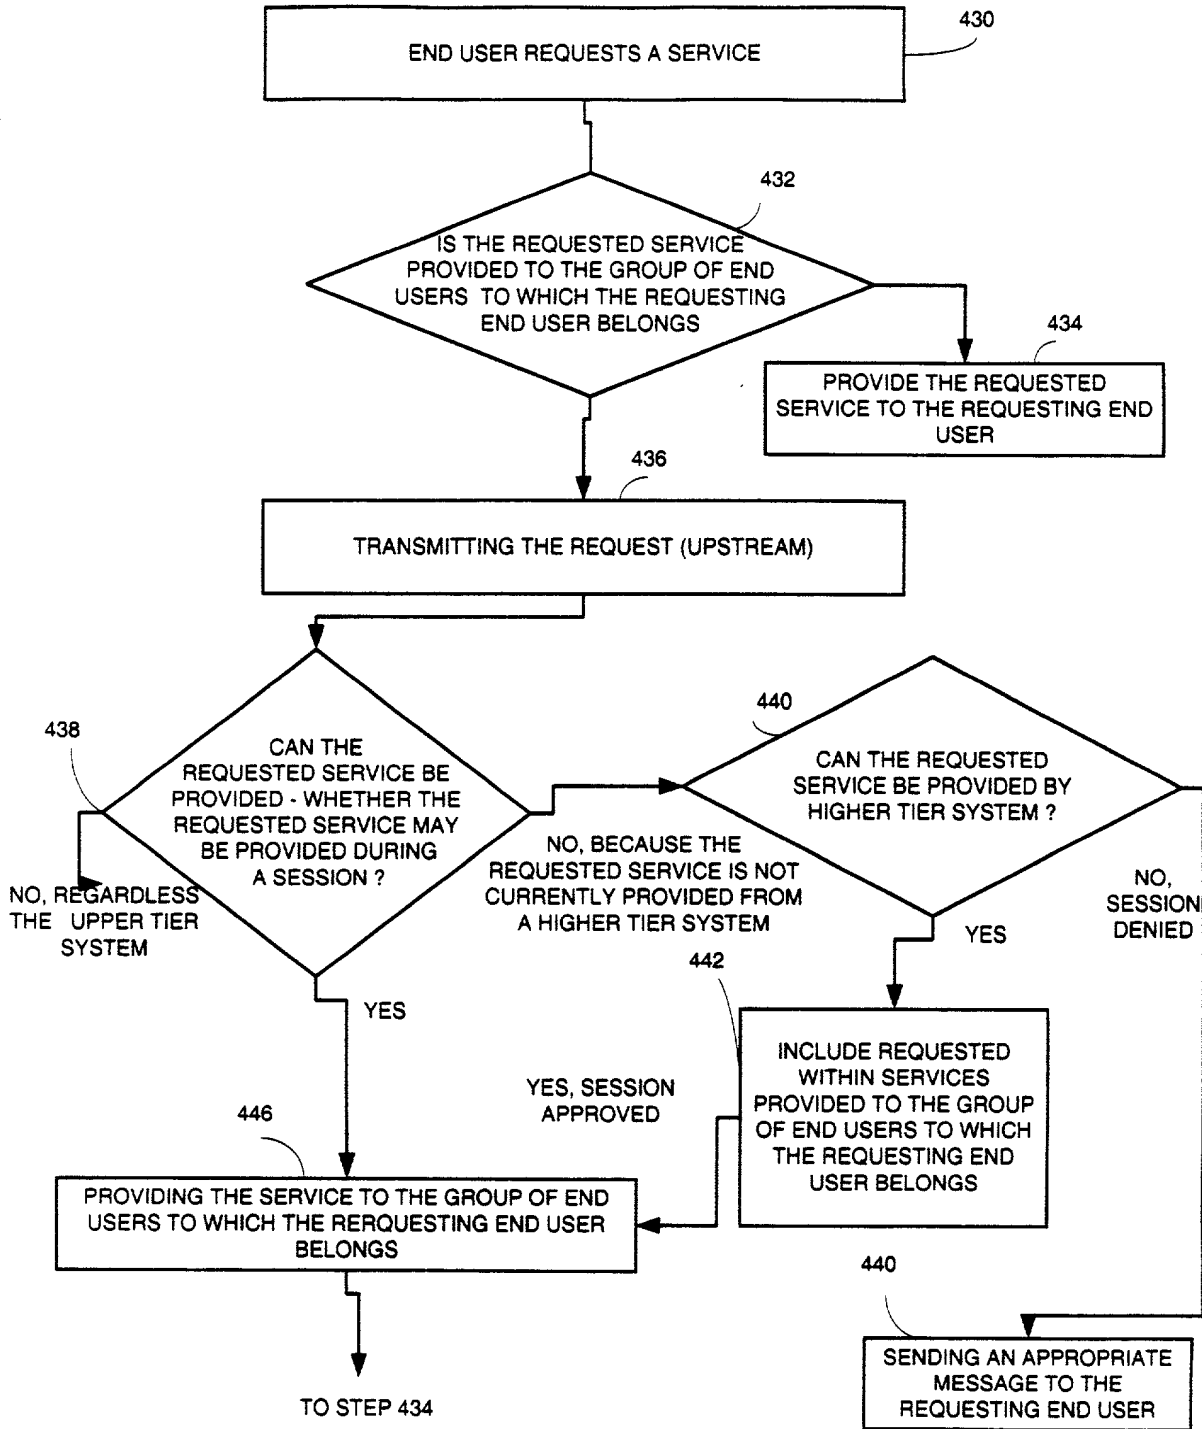 430
END USER REQUESTS A SERVICE
432
IS THE REQUESTED SERVICE
PROVIDED TO THE GROUP OF END
USERS TO WHICH THE REQUESTING
END USER BELONGS
434
PROVIDE THE REQUESTED
SERVICE TO THE REQUESTING END
USER
436
TRANSMITTING THE REQUEST (UPSTREAM)
438
CAN THE
REQUESTED SERVICE BE
PROVIDED - WHETHER THE
REQUESTED SERVICE MAY
BE PROVIDED DURING
A SESSION ?
440
CAN THE REQUESTED
SERVICE BE PROVIDED BY
HIGHER TIER SYSTEM ?
NO, REGARDLESS
THE UPPER TIER
SYSTEM
NO, BECAUSE THE
REQUESTED SERVICE IS NOT
CURRENTLY PROVIDED FROM
A HIGHER TIER SYSTEM
NO,
SESSION
DENIED
YES
YES
442
INCLUDE REQUESTED
WITHIN SERVICES
PROVIDED TO THE GROUP
OF END USERS TO WHICH
THE REQUESTING END
USER BELONGS
YES, SESSION
APPROVED
446
PROVIDING THE SERVICE TO THE GROUP OF END
USERS TO WHICH THE RERQUESTING END USER
BELONGS
440
SENDING AN APPROPRIATE
MESSAGE TO THE
REQUESTING END USER
TO STEP 434